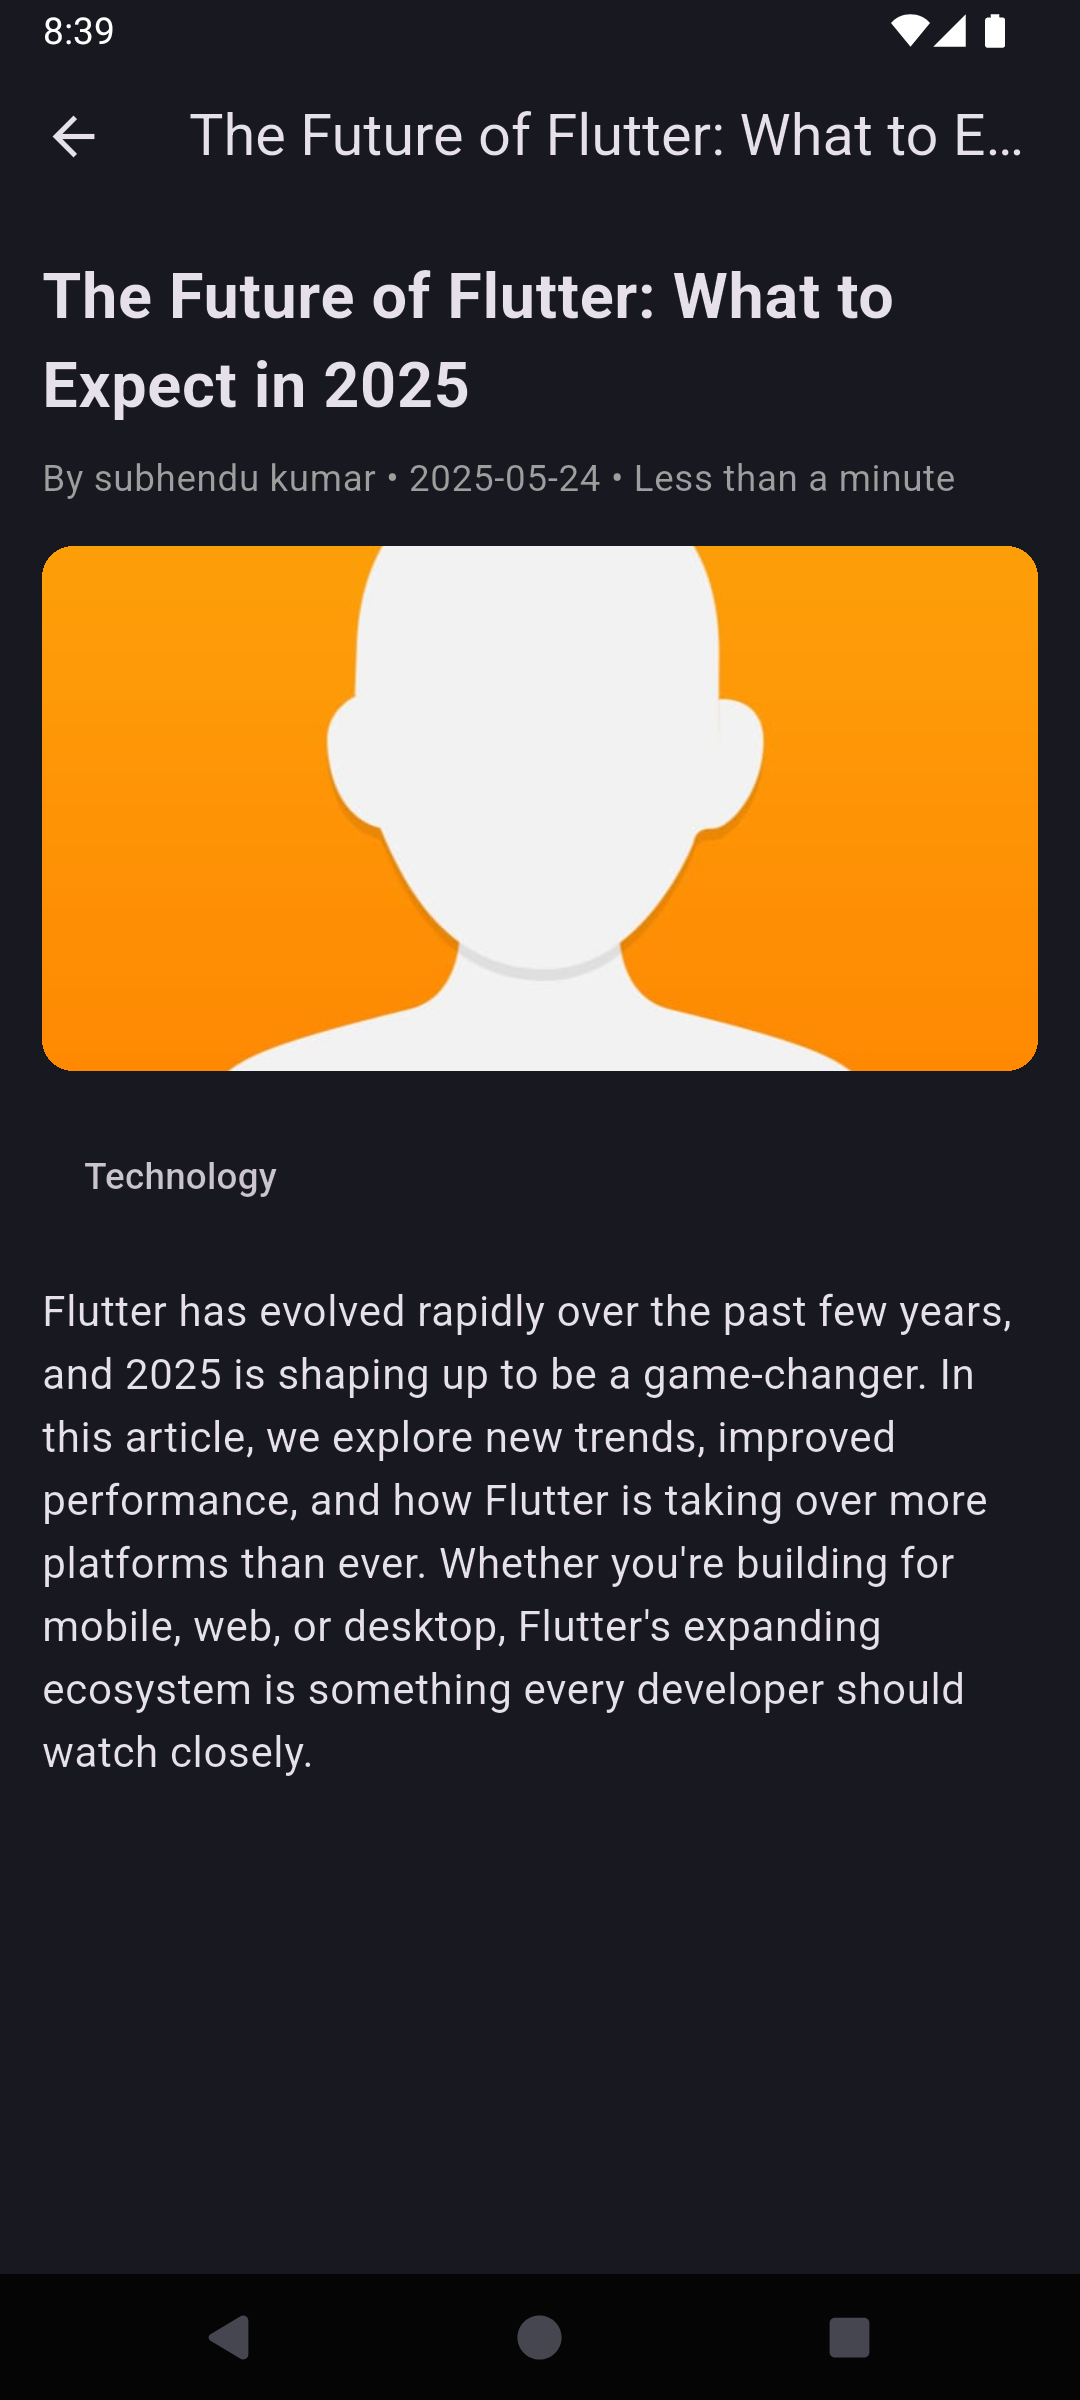 8:39
The Future of Flutter: What to E...
The Future of Flutter: What to
Expect in 2025
By subhendu kumar • 2025-05-24 • Less than a minute
Technology
Flutter has evolved rapidly over the past few years,
and 2025 is shaping up to be a game-changer. In
this article, we explore new trends, improved
performance, and how Flutter is taking over more
platforms than ever. Whether you're building for
mobile, web, or desktop, Flutter's expanding
ecosystem is something every developer should
watch closely.